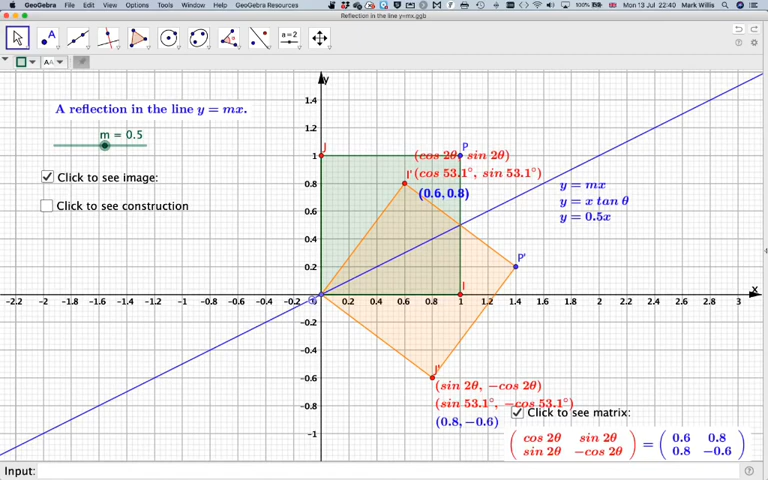 GeoGebra File Edit View Options Tools Window Help GeoGebra Resources 100% Mon 13 Jul 22:40 Mark Willis
Reflection in the line y=mx.ggb
A
a=2
AA
A reflection in the line y = mx.
m = 0.5
Click to see image:
Click to see construction
y
1.4
1.2
1
0.8
0.6
0.4
0.2
J
P
(cos 2θ, sin 2θ)
I' (cos 53.1°, sin 53.1°)
(0.6, 0.8)
y = mx
y = x tan θ
y = 0.5x
P'
I
x
-2.2 -2 -1.8 -1.6 -1.4 -1.2 -1 -0.8 -0.6 -0.4 -0.2 0 0.2 0.4 0.6 0.8 1 1.2 1.4 1.6 1.8 2 2.2 2.4 2.6 2.8 3
-0.2
-0.4
-0.6
-0.8
-1
J'
(sin 2θ, −cos 2θ)
(sin 53.1°, −cos 53.1°)
(0.8, −0.6)
Click to see matrix:
( cos 2θ sin 2θ ) = ( 0.6 0.8 )
( sin 2θ −cos 2θ ) ( 0.8 −0.6 )
Input: